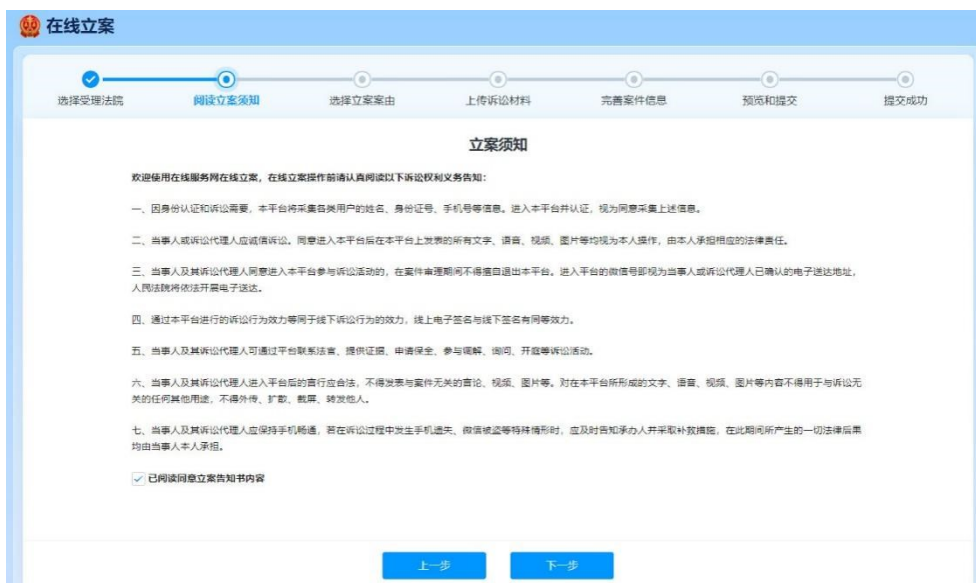 在线立案
选择受理法院 阅读立案须知 选择立案案由 上传诉讼材料 完善案件信息 预览和提交 提交成功
立案须知
欢迎使用在线服务网在线立案，在线立案操作前请认真阅读以下诉讼权利义务告知：
一、因身份认证和诉讼需要，本平台将采集各类用户的姓名、身份证号、手机号等信息。进入本平台并认证，视为同意采集上述信息。
二、当事人或诉讼代理人应诚信诉讼。同意进入本平台后在本平台上发表的所有文字、语音、视频、图片等均视为本人操作，由本人承担相应的法律责任。
三、当事人及其诉讼代理人同意进入本平台参与诉讼活动的，在案件审理期间不得擅自退出本平台。进入平台的微信号即视为当事人或诉讼代理人已确认的电子送达地址，
人民法院将依法开展电子送达。
四、通过本平台进行的诉讼行为效力等同于线下诉讼行为的效力，线上电子签名与线下签名有同等效力。
五、当事人及其诉讼代理人可通过平台联系法官、提供证据、申请保全、参与调解、询问、开庭等诉讼活动。
六、当事人及其诉讼代理人进入平台后的言行应合法，不得发表与案件无关的言论、视频、图片等。对在本平台所形成的文字、语音、视频、图片等内容不得用于与诉讼无
关的任何其他用途，不得外传、扩散、截屏、转发他人。
七、当事人及其诉讼代理人应保持手机畅通，若在诉讼过程中发生手机遗失、微信被盗等特殊情形时，应及时告知承办人并采取补救措施，在此期间所产生的一切法律后果
均由当事人本人承担。
已阅读同意立案告知书内容
上一步 下一步